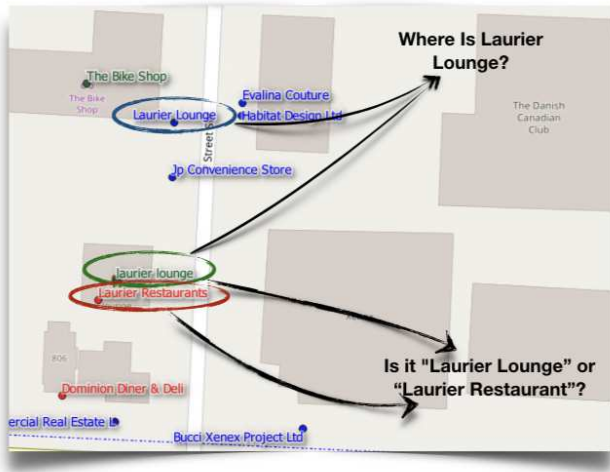 Where Is Laurier
Lounge?
The Bike Shop
The Bike
Shop
Evalina Couture
Laurier Lounge
Habitat Design Ltd
The Danish
Canadian
Club
Street
Jp Convenience Store
laurier lounge
Laurier Restaurants
806
Is it "Laurier Lounge” or
“Laurier Restaurant”?
Dominion Diner & Deli
ercial Real Estate L
Bucci Xenex Project Ltd